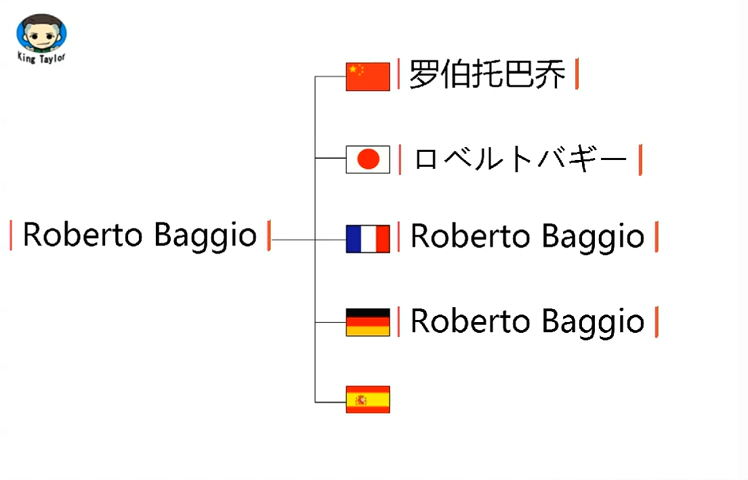 King Taylor
罗伯托巴乔
ロベルトバギー
Roberto Baggio
Roberto Baggio
Roberto Baggio